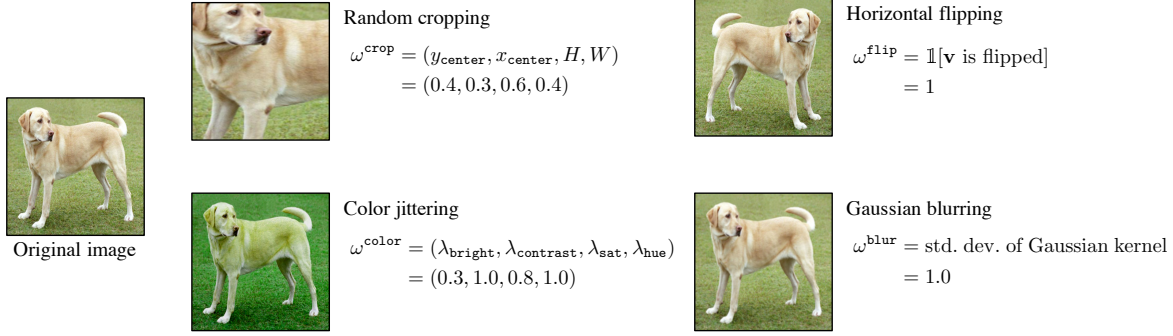 Original image
Random cropping
ω^crop = (y_center, x_center, H, W)
= (0.4, 0.3, 0.6, 0.4)
Horizontal flipping
ω^flip = 𝟙[v is flipped]
= 1
Color jittering
ω^color = (λ_bright, λ_contrast, λ_sat, λ_hue)
= (0.3, 1.0, 0.8, 1.0)
Gaussian blurring
ω^blur = std. dev. of Gaussian kernel
= 1.0